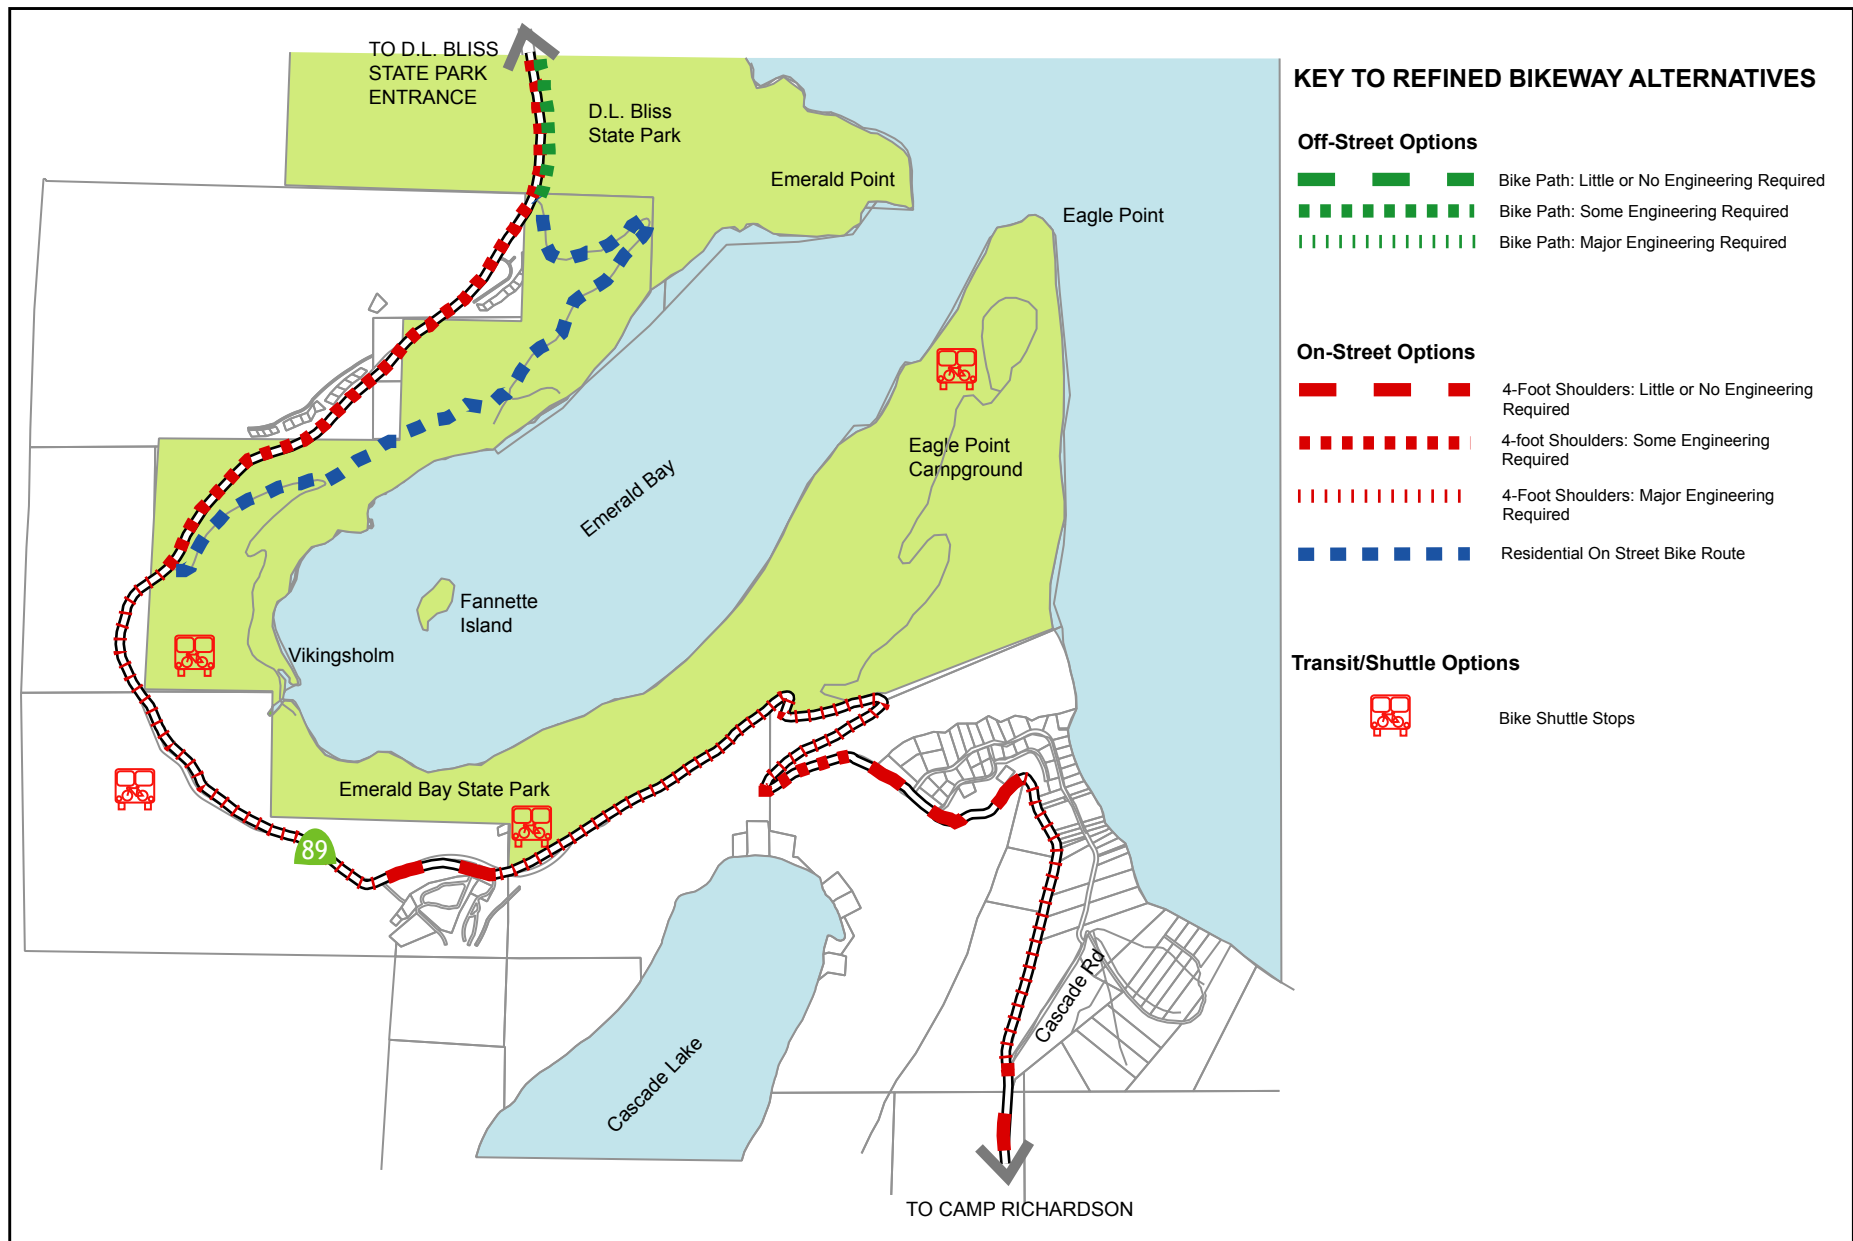 TO D.L. BLISS
STATE PARK
ENTRANCE
D.L. Bliss
State Park
Emerald Point
Eagle Point
Eagle Point
Campground
Emerald Bay
Fannette
Island
Vikingsholm
Emerald Bay State Park
89
Cascade Rd
Cascade Lake
TO CAMP RICHARDSON
KEY TO REFINED BIKEWAY ALTERNATIVES
Off-Street Options
Bike Path: Little or No Engineering Required
Bike Path: Some Engineering Required
Bike Path: Major Engineering Required
On-Street Options
4-Foot Shoulders: Little or No Engineering
Required
4-foot Shoulders: Some Engineering
Required
4-Foot Shoulders: Major Engineering
Required
Residential On Street Bike Route
Transit/Shuttle Options
Bike Shuttle Stops